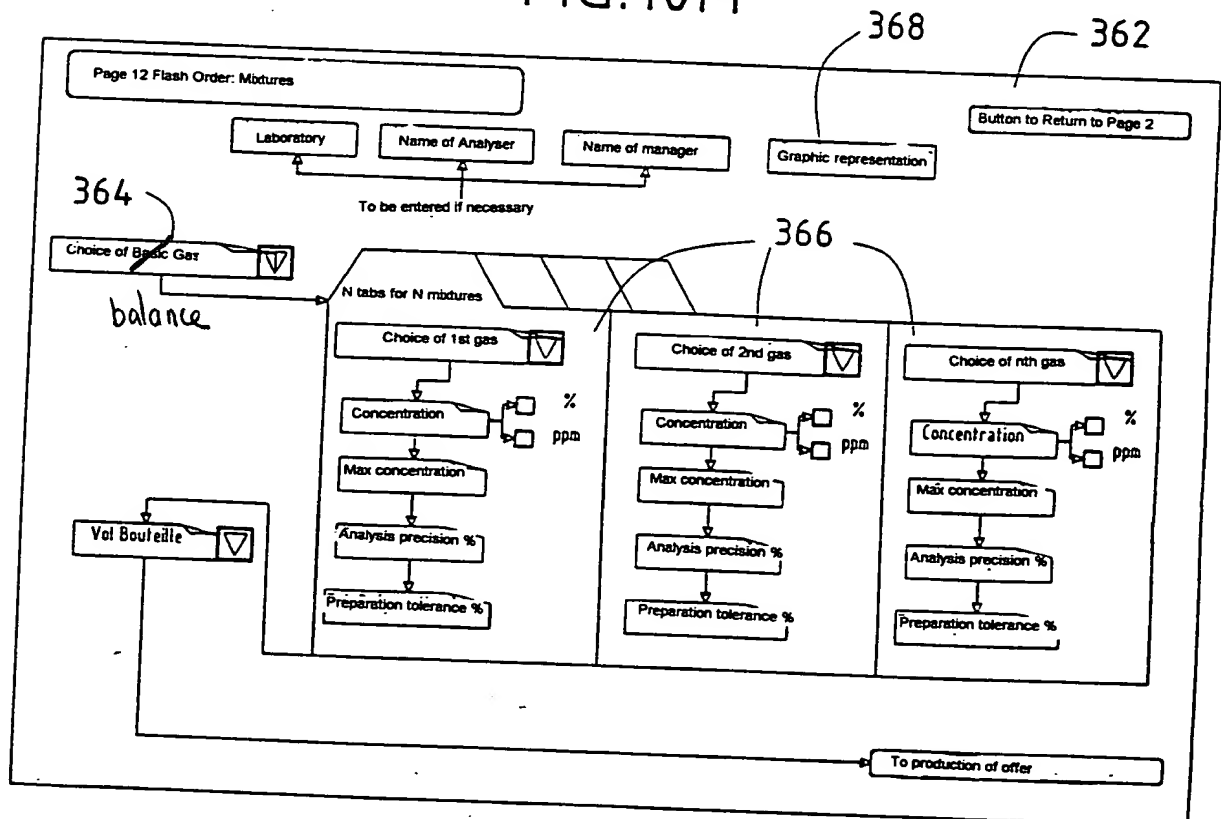 368
362
Page 12 Flash Order: Mixtures
Button to Return to Page 2
Laboratory
Name of Analyser
Name of manager
Graphic representation
To be entered if necessary
364
366
Choice of Basic Gas
balance
N tabs for N mixtures
Choice of 1st gas
Choice of 2nd gas
Choice of nth gas
Concentration
%
ppm
Concentration
%
ppm
Concentration
%
ppm
Max concentration
Max concentration
Max concentration
Vol Bouteille
Analysis precision %
Analysis precision %
Analysis precision %
Preparation tolerance %
Preparation tolerance %
Preparation tolerance %
To production of offer